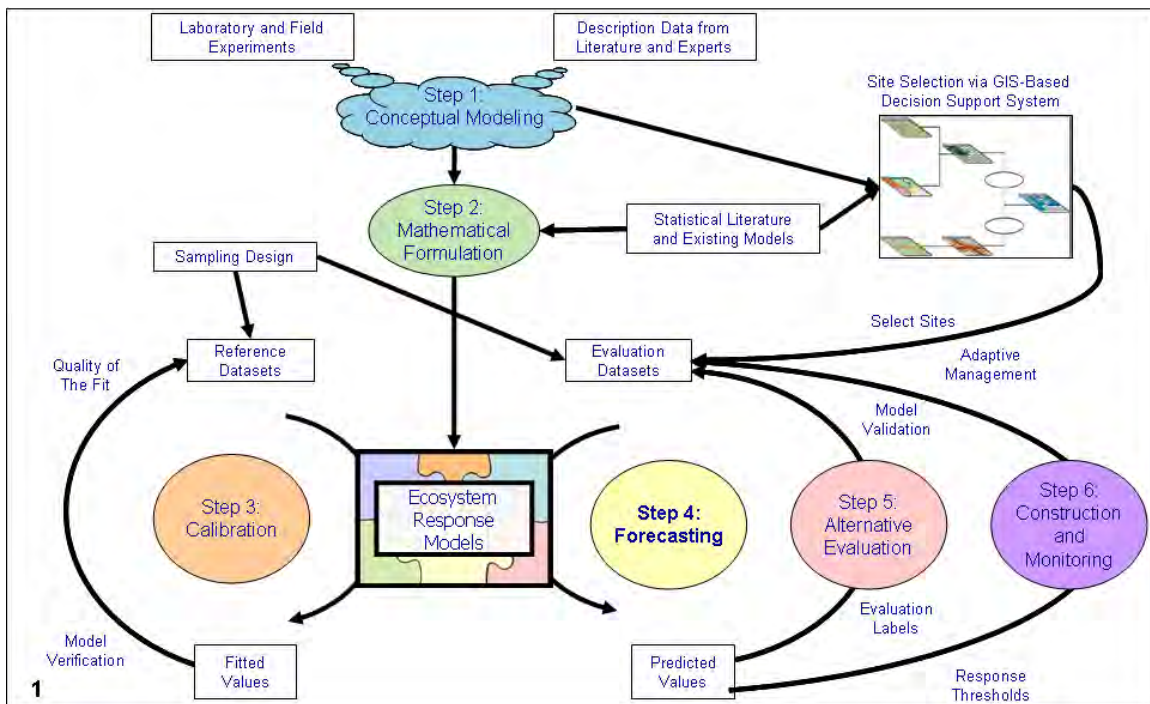 Laboratory and Field
Experiments
Description Data from
Literature and Experts
Step 1:
Conceptual Modeling
Site Selection via GIS-Based
Decision Support System
Step 2:
Mathematical
Formulation
Statistical Literature
and Existing Models
Sampling Design
Select Sites
Quality of
The Fit
Reference
Datasets
Evaluation
Datasets
Adaptive
Management
Model
Validation
Step 3:
Calibration
Ecosystem
Response
Models
Step 4:
Forecasting
Step 5:
Alternative
Evaluation
Step 6:
Construction
and
Monitoring
Evaluation
Labels
Model
Verification
Fitted
Values
Predicted
Values
Response
Thresholds
1